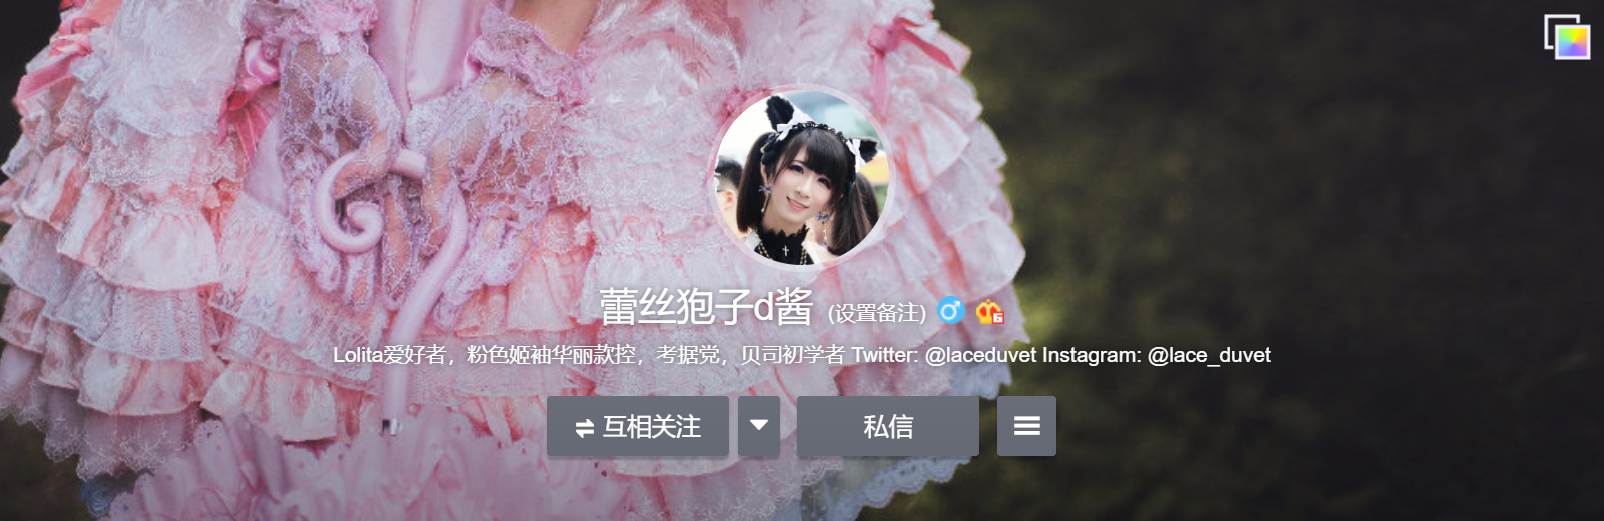 蕾丝狍子d酱 (设置备注)
Lolita爱好者，粉色姬袖华丽款控，考据党，贝司初学者 Twitter: @laceduvet Instagram: @lace_duvet
互相关注 私信